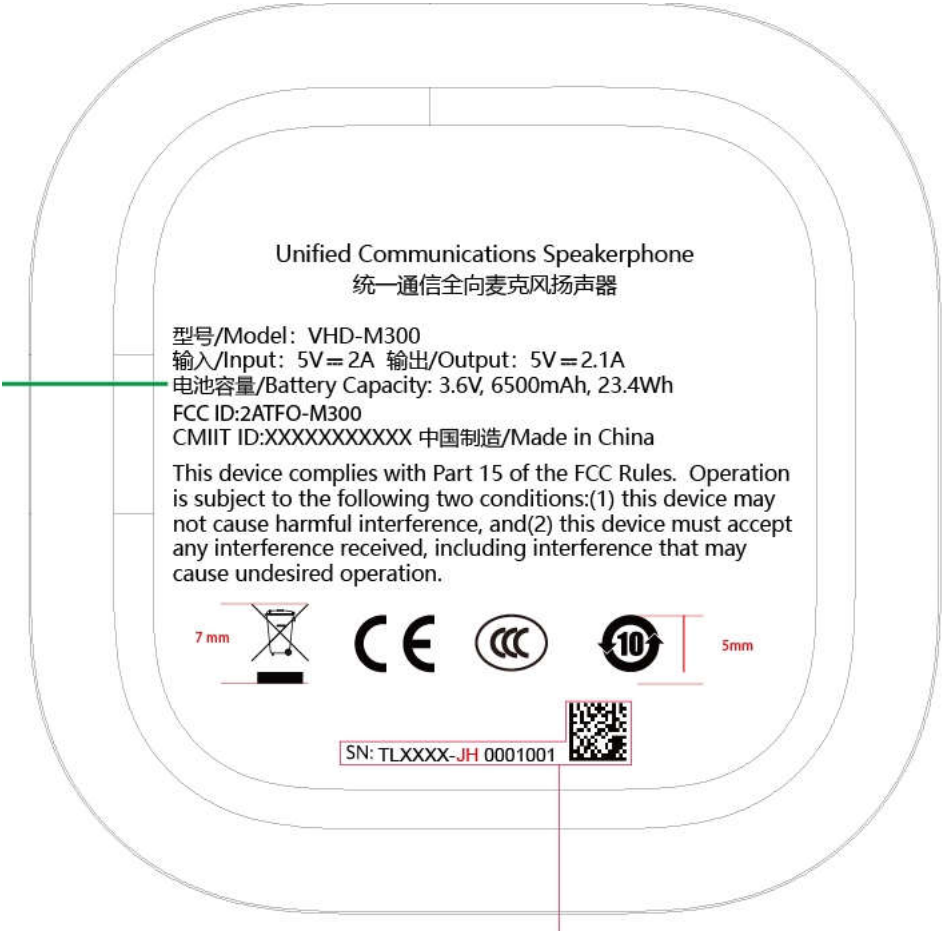 Unified Communications Speakerphone
统一通信全向麦克风扬声器
型号/Model：VHD-M300
输入/Input：5V⎓2A 输出/Output：5V⎓2.1A
电池容量/Battery Capacity: 3.6V, 6500mAh, 23.4Wh
FCC ID:2ATFO-M300
CMIIT ID:XXXXXXXXXXX 中国制造/Made in China
This device complies with Part 15 of the FCC Rules. Operation
is subject to the following two conditions:(1) this device may
not cause harmful interference, and(2) this device must accept
any interference received, including interference that may
cause undesired operation.
7 mm CE CCC 10 5mm
SN: TLXXXX-JH 0001001